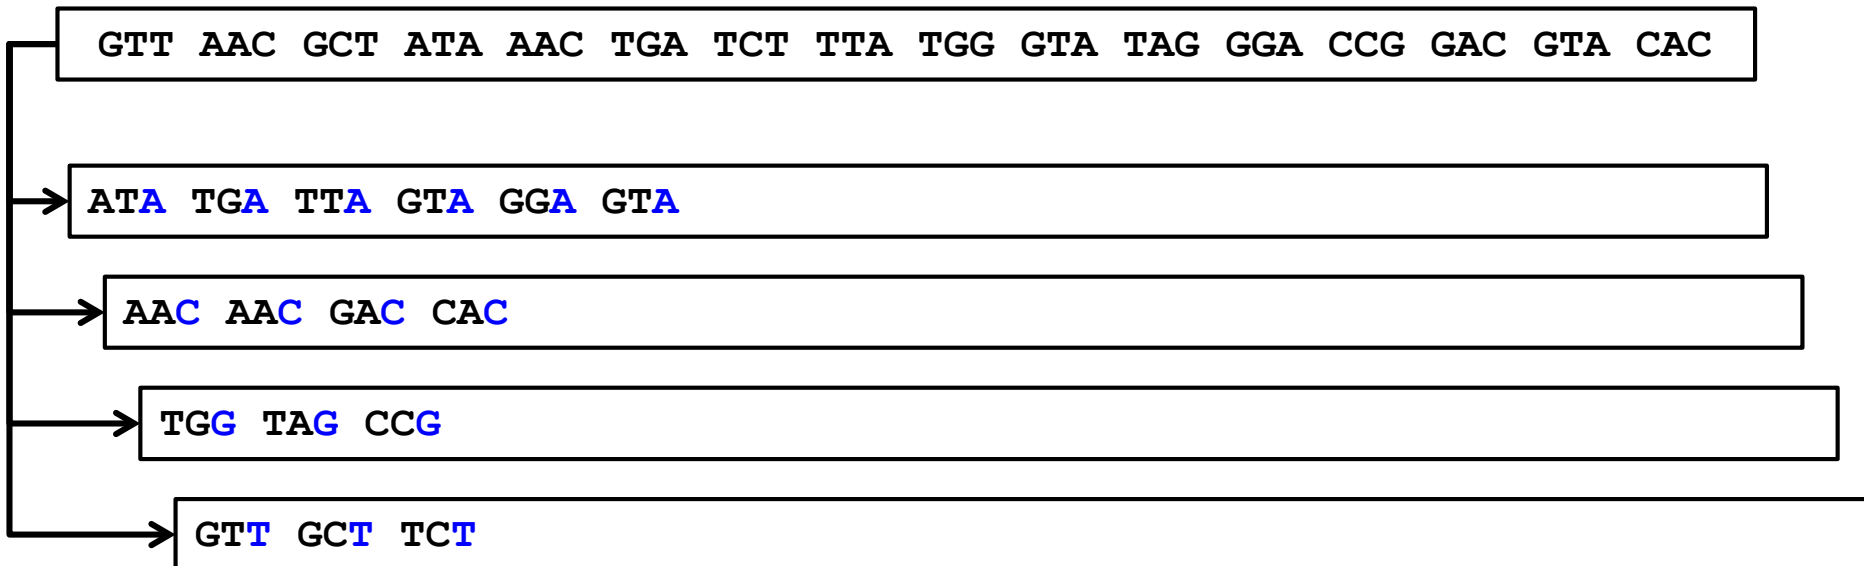 GTT AAC GCT ATA AAC TGA TCT TTA TGG GTA TAG GGA CCG GAC GTA CAC
ATA TGA TTA GTA GGA GTA
AAC AAC GAC CAC
TGG TAG CCG
GTT GCT TCT